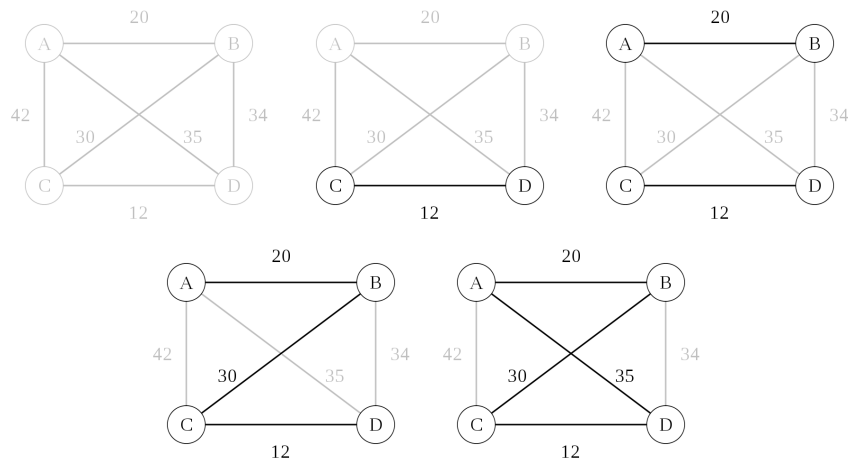 20 20 20
A B A B A B
42 34 42 34 42 34
30 35 30 35 30 35
C D C D C D
12 12 12
20 20
A B A B
42 34 42 34
30 35 30 35
C D C D
12 12